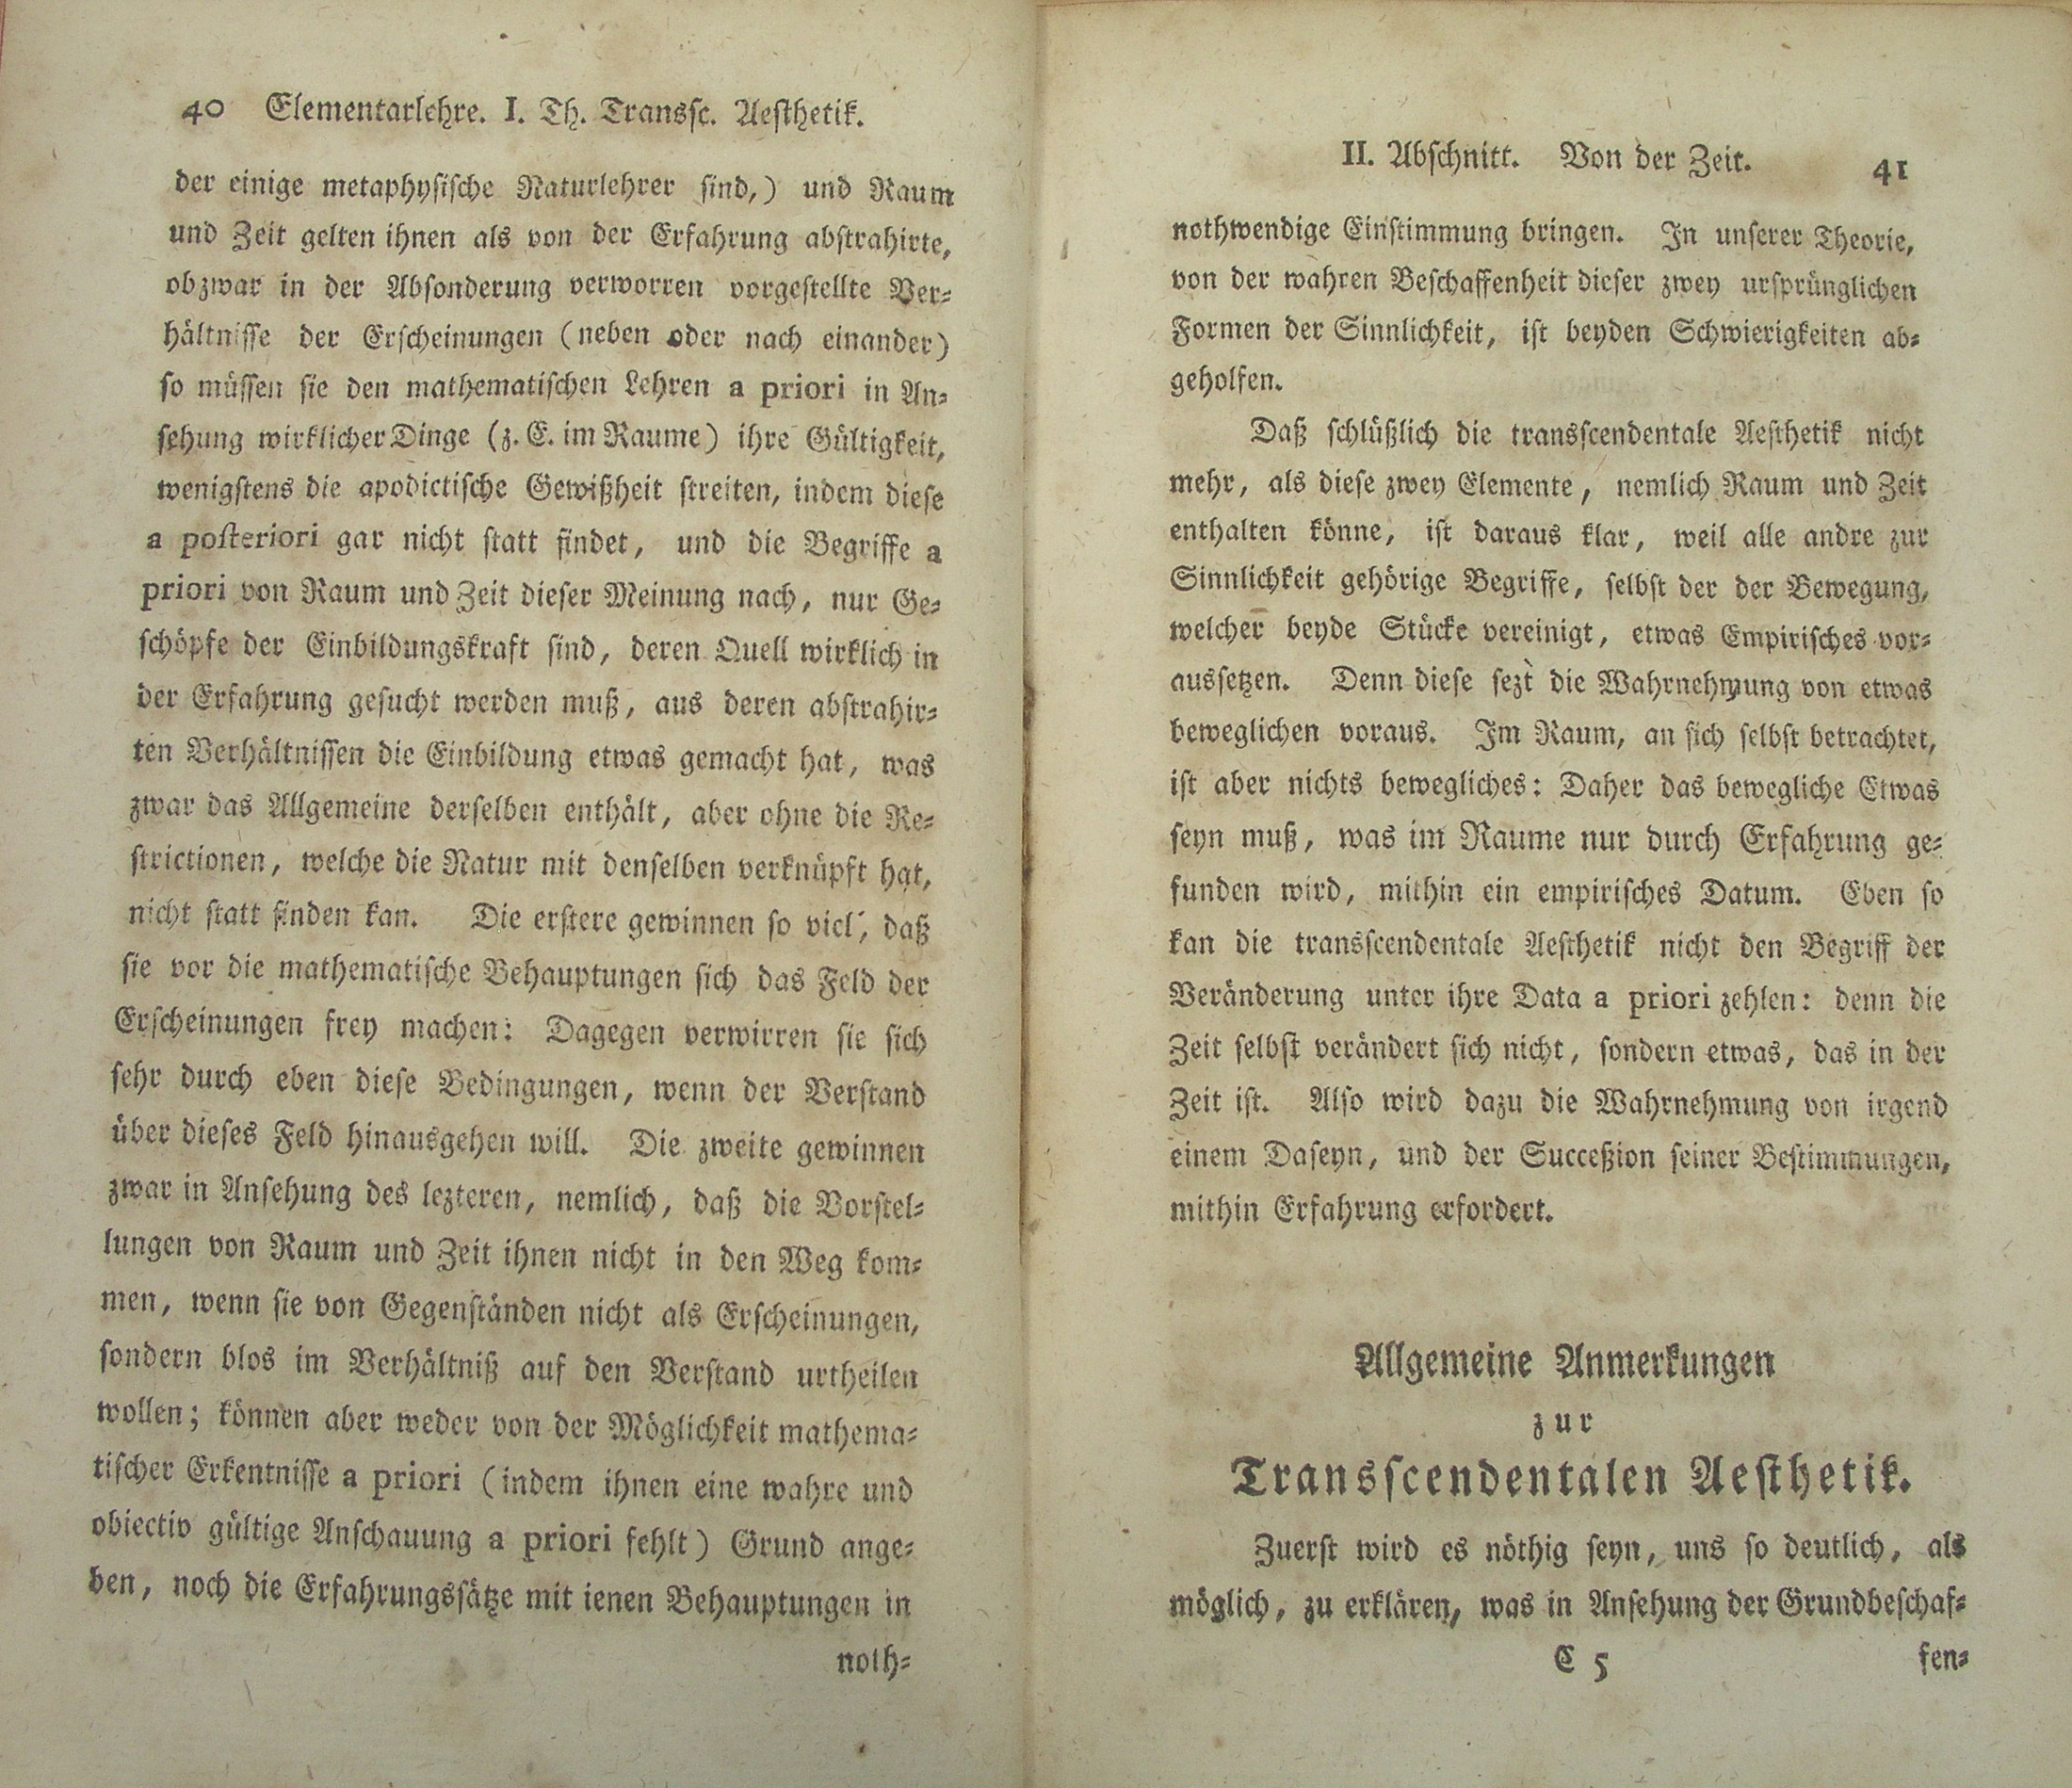 40 Elementarlehre. I. Th. Transsc. Aesthetik.
der einige metaphysische Naturlehrer sind,) und Raum
und Zeit gelten ihnen als von der Erfahrung abstrahirte,
obzwar in der Absonderung verworren vorgestellte Ver-
hältnisse der Erscheinungen (neben oder nach einander)
so müssen sie den mathematischen Lehren a priori in An-
sehung wirklicher Dinge (z. E. im Raume) ihre Gültigkeit,
wenigstens die apodictische Gewißheit streiten, indem diese
a posteriori gar nicht statt findet, und die Begriffe a
priori von Raum und Zeit dieser Meinung nach, nur Ge-
schöpfe der Einbildungskraft sind, deren Quell wirklich in
der Erfahrung gesucht werden muß, aus deren abstrahir-
ten Verhältnissen die Einbildung etwas gemacht hat, was
zwar das Allgemeine derselben enthält, aber ohne die Re-
strictionen, welche die Natur mit denselben verknüpft hat,
nicht statt finden kan. Die erstere gewinnen so viel, daß
sie vor die mathematische Behauptungen sich das Feld der
Erscheinungen frey machen: Dagegen verwirren sie sich
sehr durch eben diese Bedingungen, wenn der Verstand
über dieses Feld hinausgehen will. Die zweite gewinnen
zwar in Ansehung des lezteren, nemlich, daß die Vorstel-
lungen von Raum und Zeit ihnen nicht in den Weg kom-
men, wenn sie von Gegenständen nicht als Erscheinungen,
sondern blos im Verhältniß auf den Verstand urtheilen
wollen; können aber weder von der Möglichkeit mathema-
tischer Erkentnisse a priori (indem ihnen eine wahre und
obiectiv gültige Anschauung a priori fehlt) Grund ange-
ben, noch die Erfahrungssätze mit ienen Behauptungen in
noth-
II. Abschnitt. Von der Zeit. 41
nothwendige Einstimmung bringen. In unserer Theorie,
von der wahren Beschaffenheit dieser zwey ursprünglichen
Formen der Sinnlichkeit, ist beyden Schwierigkeiten ab-
geholfen.
Daß schlüßlich die transscendentale Aesthetik nicht
mehr, als diese zwey Elemente, nemlich Raum und Zeit
enthalten könne, ist daraus klar, weil alle andre zur
Sinnlichkeit gehörige Begriffe, selbst der der Bewegung,
welcher beyde Stücke vereinigt, etwas Empirisches vor-
aussetzen. Denn diese sezt die Wahrnehmung von etwas
beweglichen voraus. Im Raum, an sich selbst betrachtet,
ist aber nichts bewegliches: Daher das bewegliche Etwas
seyn muß, was im Raume nur durch Erfahrung ge-
funden wird, mithin ein empirisches Datum. Eben so
kan die transscendentale Aesthetik nicht den Begriff der
Veränderung unter ihre Data a priori zehlen: denn die
Zeit selbst verändert sich nicht, sondern etwas, das in der
Zeit ist. Also wird dazu die Wahrnehmung von irgend
einem Daseyn, und der Succeßion seiner Bestimmungen,
mithin Erfahrung erfordert.
Allgemeine Anmerkungen
zur
Transscendentalen Aesthetik.
Zuerst wird es nöthig seyn, uns so deutlich, als
möglich, zu erklären, was in Ansehung der Grundbeschaf-
C 5 fen-